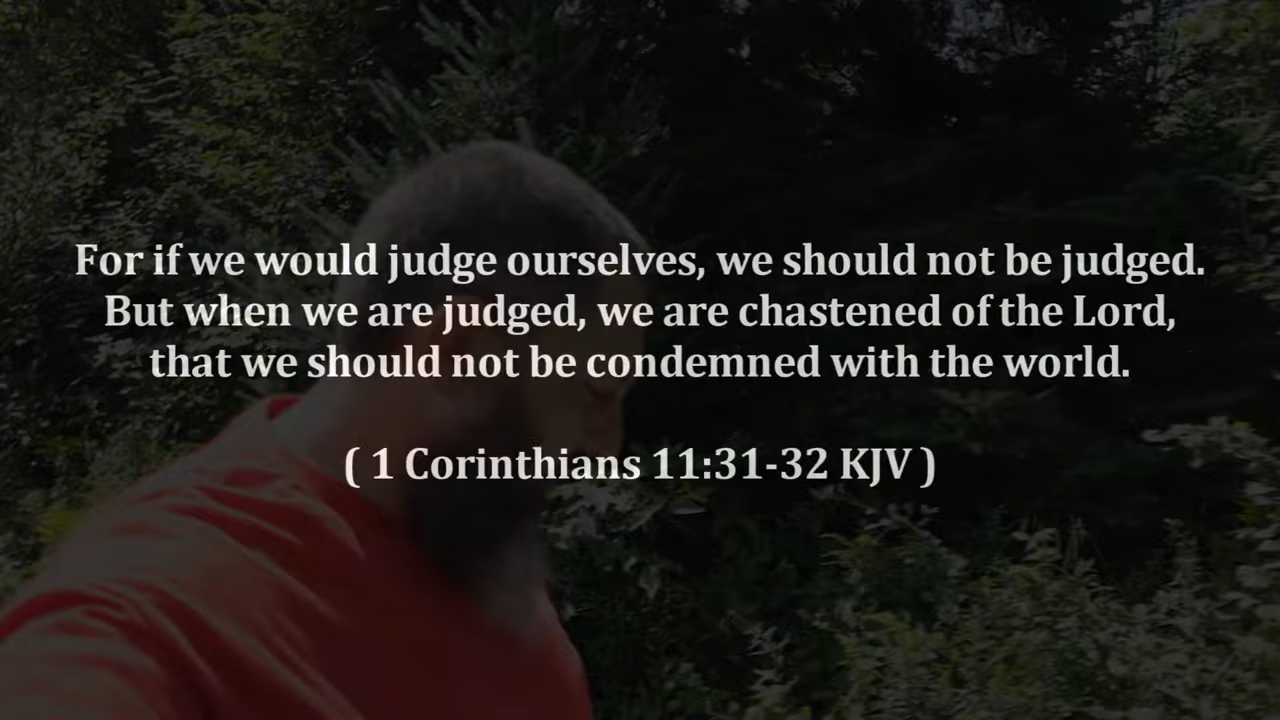 For if we would judge ourselves, we should not be judged.
But when we are judged, we are chastened of the Lord,
that we should not be condemned with the world.
( 1 Corinthians 11:31-32 KJV )